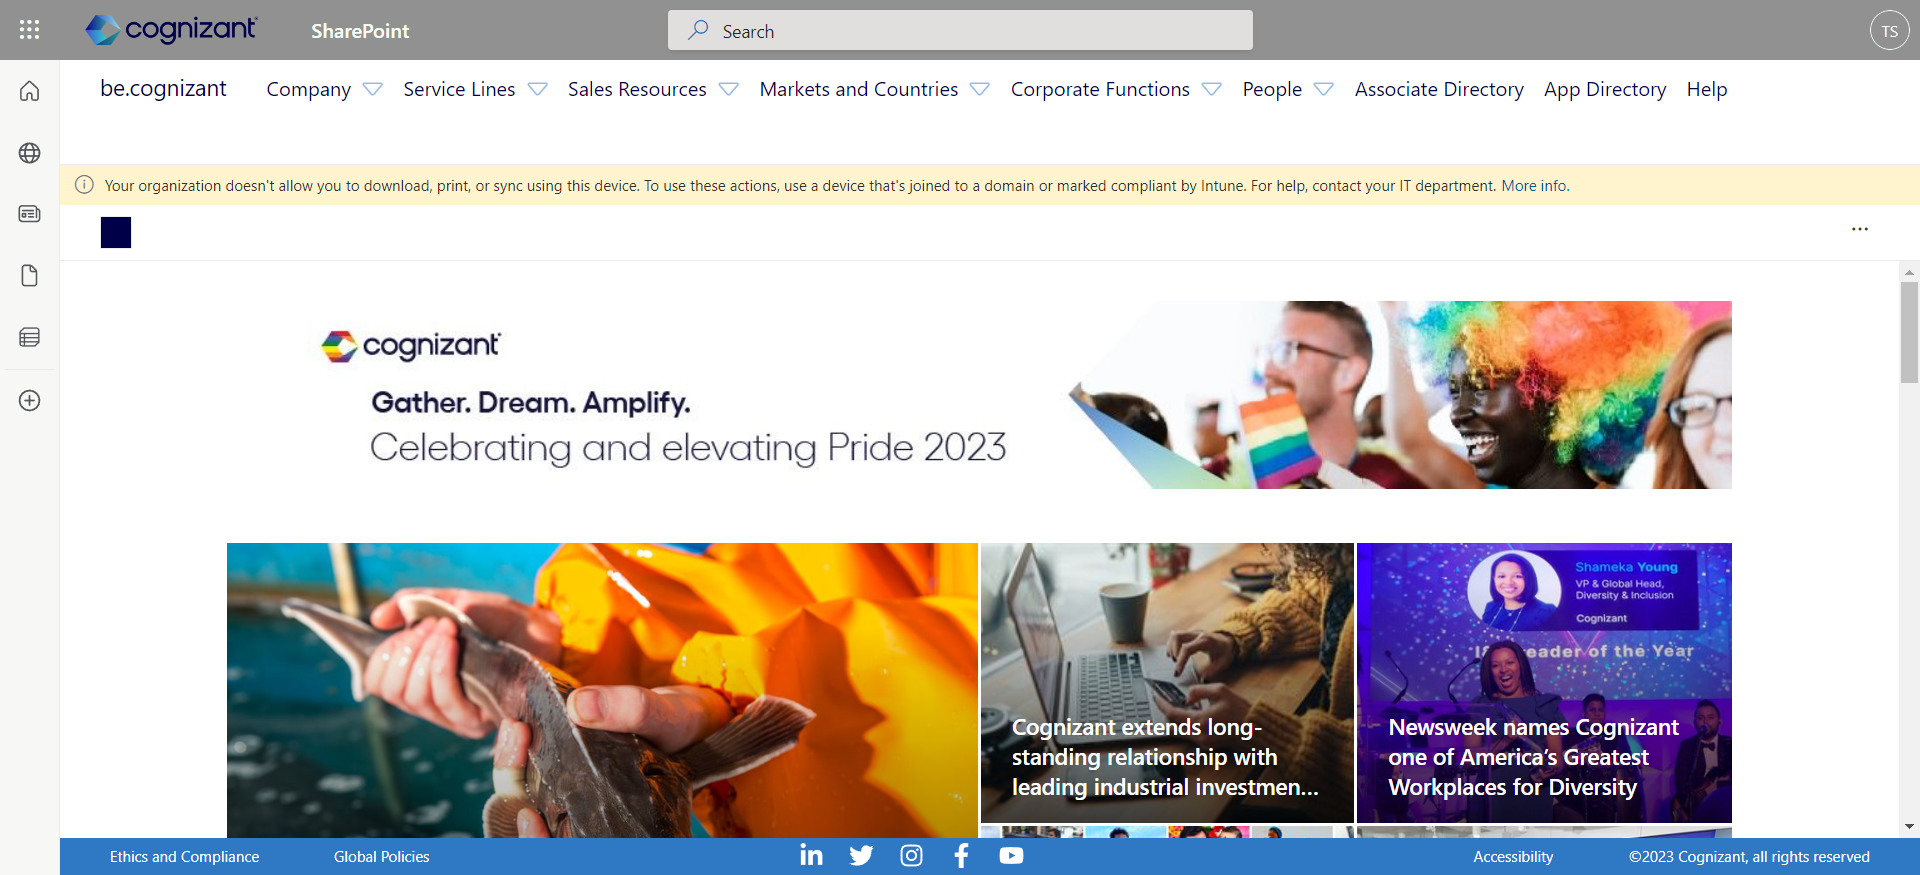 cognizant
SharePoint
Search
TS
be.cognizant
Company
Service Lines
Sales Resources
Markets and Countries
Corporate Functions
People
Associate Directory
App Directory
Help
Your organization doesn't allow you to download, print, or sync using this device. To use these actions, use a device that's joined to a domain or marked compliant by Intune. For help, contact your IT department. More info.
cognizant
Gather. Dream. Amplify.
Celebrating and elevating Pride 2023
Cognizant extends long-
standing relationship with
leading industrial investmen...
Shameka Young
VP & Global Head,
Diversity & Inclusion
Cognizant
of the Year
Newsweek names Cognizant
one of America’s Greatest
Workplaces for Diversity
Ethics and Compliance
Global Policies
Accessibility
©2023 Cognizant, all rights reserved